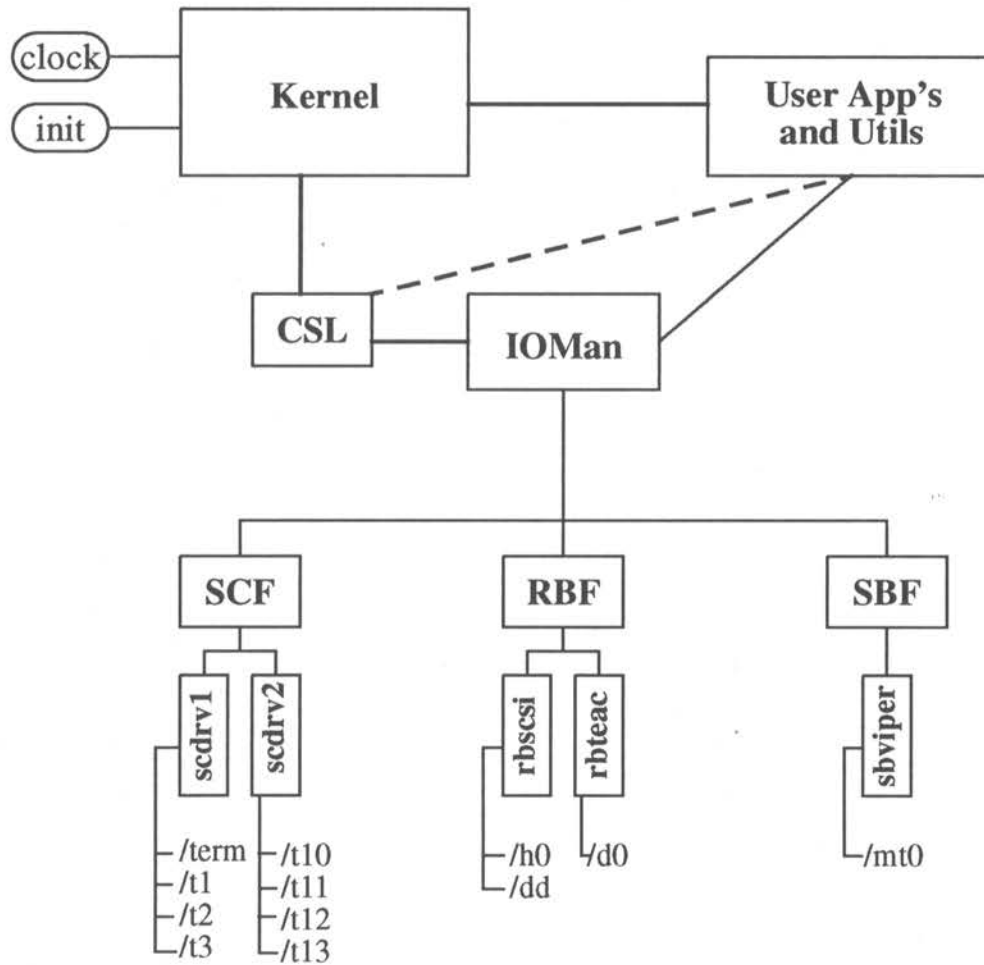 clock
init
Kernel
User App's
and Utils
CSL
IOMan
SCF
RBF
SBF
scdrv1
scdrv2
rbscsi
rbteac
sbviper
/term
/t1
/t2
/t3
/t10
/t11
/t12
/t13
/h0
/dd
/d0
/mt0